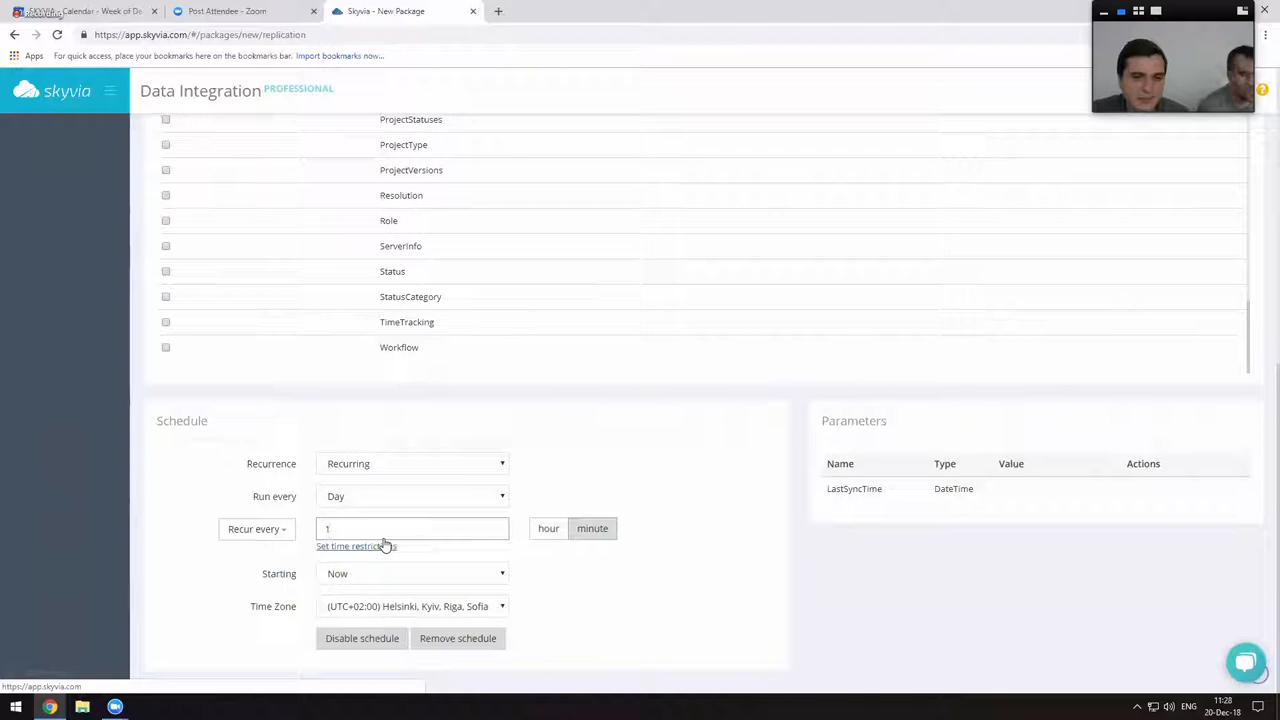 Skyvia - Calendar - Week of De
Post Attendee - Zoom
Skyvia - New Package
https://app.skyvia.com/#/packages/new/replication
Apps
For quick access, place your bookmarks here on the bookmarks bar.
Import bookmarks now...
skyvia
Data Integration
PROFESSIONAL
?
ProjectStatuses
ProjectType
ProjectVersions
Resolution
Role
ServerInfo
Status
StatusCategory
TimeTracking
Workflow
Schedule
Recurrence
Recurring
Run every
Day
Recur every
1
hour
minute
Set time restrictions
Starting
Now
Time Zone
(UTC+02:00) Helsinki, Kyiv, Riga, Sofia
Disable schedule
Remove schedule
Parameters
Name Type Value Actions
LastSyncTime DateTime
https://app.skyvia.com
ENG
11:28
20-Dec-18